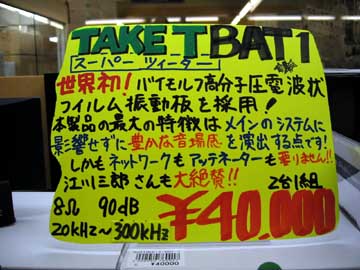 TAKE T BAT 1
スーパー ツィーター
世界初! バイモルフ高分子圧電波状
フィルム振動板を採用!
本製品の最大の特徴はメインのシステムに
影響せずに豊かな音場感を演出する点です!
しかもネットワークもアッテネーターも要りません!!
江川三郎さんも大絶賛!!
2台1組
8Ω 90dB
¥40,000
20KHz〜300KHz
¥40000